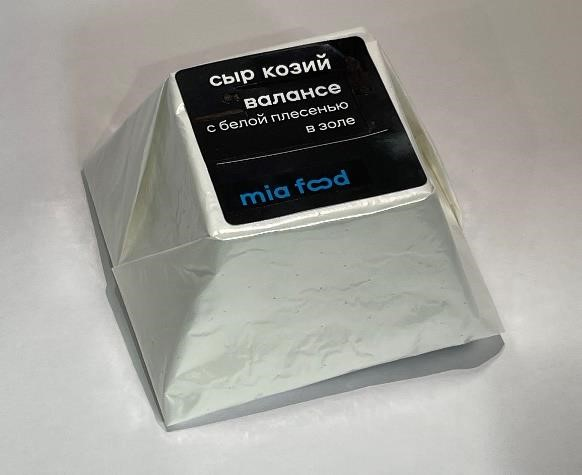 сыр козий
валансе
с белой плесенью
в золе
mia food